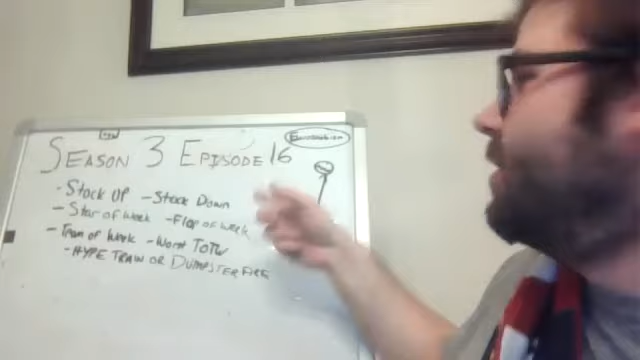 SEASON 3 EPISODE 16
- Stock UP - Stock Down
- Star of Week - Flop of week
- Team of Week - Worst TOTW
- HYPE TRAIN OR DUMPSTER FIRE